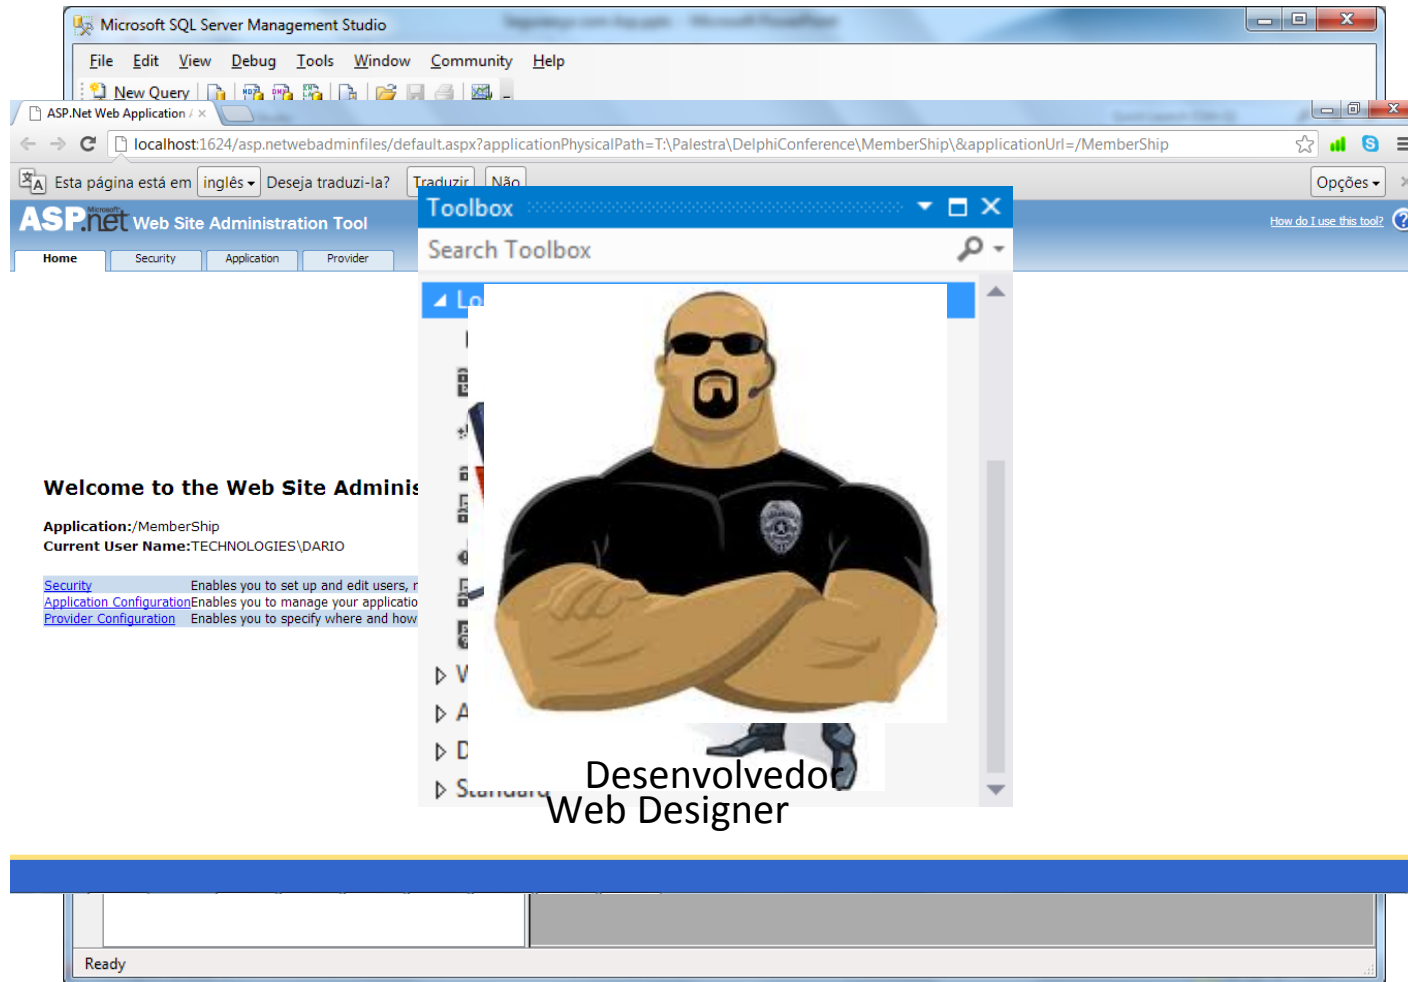 Microsoft SQL Server Management Studio
File Edit View Debug Tools Window Community Help
New Query
ASP.Net Web Application
localhost:1624/asp.netwebadminfiles/default.aspx?applicationPhysicalPath=T:\Palestra\DelphiConference\MemberShip\&applicationUrl=/MemberShip
Esta página está em inglês Deseja traduzi-la? Traduzir Não Opções
Toolbox
Microsoft
ASP.net Web Site Administration Tool How do I use this tool?
Search Toolbox
Home Security Application Provider
Lo
Welcome to the Web Site Adminis
Application:/MemberShip
Current User Name:TECHNOLOGIES\DARIO
Security Enables you to set up and edit users,
Application Configuration Enables you to manage your applicatio
Provider Configuration Enables you to specify where and how
Desenvolvedor
Standard
Web Designer
Ready